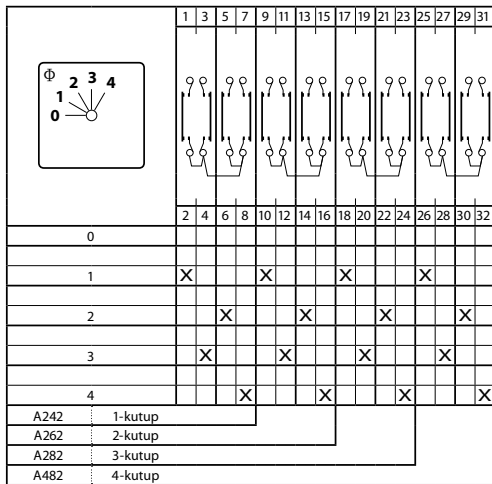 1 3 5 7 9 11 13 15 17 19 21 23 25 27 29 31
Φ
0 1 2 3 4
2 4 6 8 10 12 14 16 18 20 22 24 26 28 30 32
0
1 X X X X
2 X X X X
3 X X X X
4 X X X X
A242 1-kutup
A262 2-kutup
A282 3-kutup
A482 4-kutup